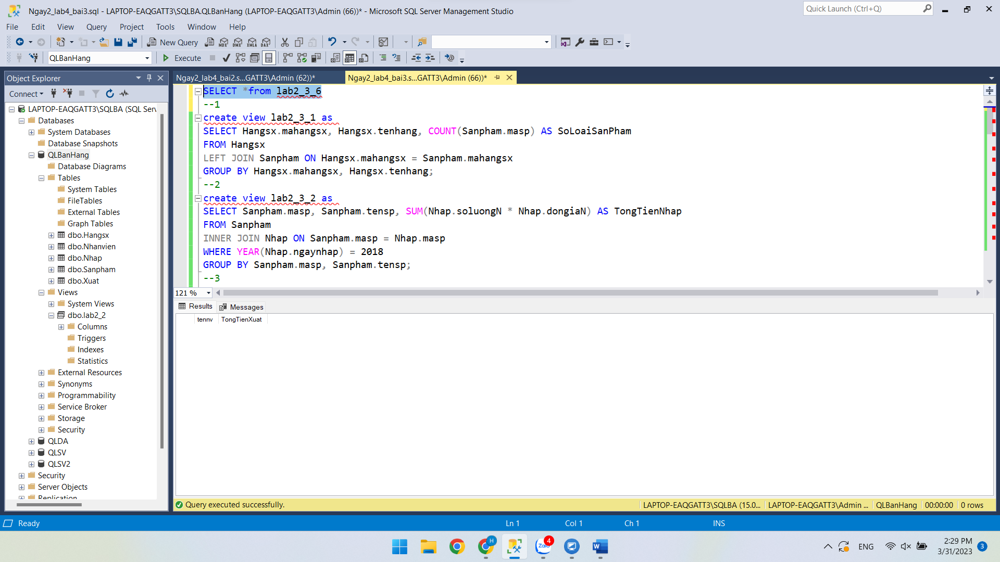 Ngay2_lab4_bai3.sql - LAPTOP-EAQGATT3\SQLBA.QLBanHang (LAPTOP-EAQGATT3\Admin (66))* - Microsoft SQL Server Management Studio
Quick Launch (Ctrl+Q)
File Edit View Query Project Tools Window Help
New Query MDX DMX XMLA DAX
QLBanHang Execute
Object Explorer
Ngay2_lab4_bai2.s...GATT3\Admin (62))* Ngay2_lab4_bai3.s...GATT3\Admin (66))*
Connect
LAPTOP-EAQGATT3\SQLBA (SQL Serv
Databases
System Databases
Database Snapshots
QLBanHang
Database Diagrams
Tables
System Tables
FileTables
External Tables
Graph Tables
dbo.Hangsx
dbo.Nhanvien
dbo.Nhap
dbo.Sanpham
dbo.Xuat
Views
System Views
dbo.lab2_2
Columns
Triggers
Indexes
Statistics
External Resources
Synonyms
Programmability
Service Broker
Storage
Security
QLDA
QLSV
QLSV2
Security
Server Objects
Replication
SELECT *from lab2_3_6
--1
create view lab2_3_1 as
SELECT Hangsx.mahangsx, Hangsx.tenhang, COUNT(Sanpham.masp) AS SoLoaiSanPham
FROM Hangsx
LEFT JOIN Sanpham ON Hangsx.mahangsx = Sanpham.mahangsx
GROUP BY Hangsx.mahangsx, Hangsx.tenhang;
--2
create view lab2_3_2 as
SELECT Sanpham.masp, Sanpham.tensp, SUM(Nhap.soluongN * Nhap.dongiaN) AS TongTienNhap
FROM Sanpham
INNER JOIN Nhap ON Sanpham.masp = Nhap.masp
WHERE YEAR(Nhap.ngaynhap) = 2018
GROUP BY Sanpham.masp, Sanpham.tensp;
--3
121 %
Results Messages
tennv TongTienXuat
Query executed successfully. LAPTOP-EAQGATT3\SQLBA (15.0... LAPTOP-EAQGATT3\Admin ... QLBanHang 00:00:00 0 rows
Ready Ln 1 Col 1 Ch 1 INS
H Zalo 4 W ENG 2:29 PM
3/31/2023 3